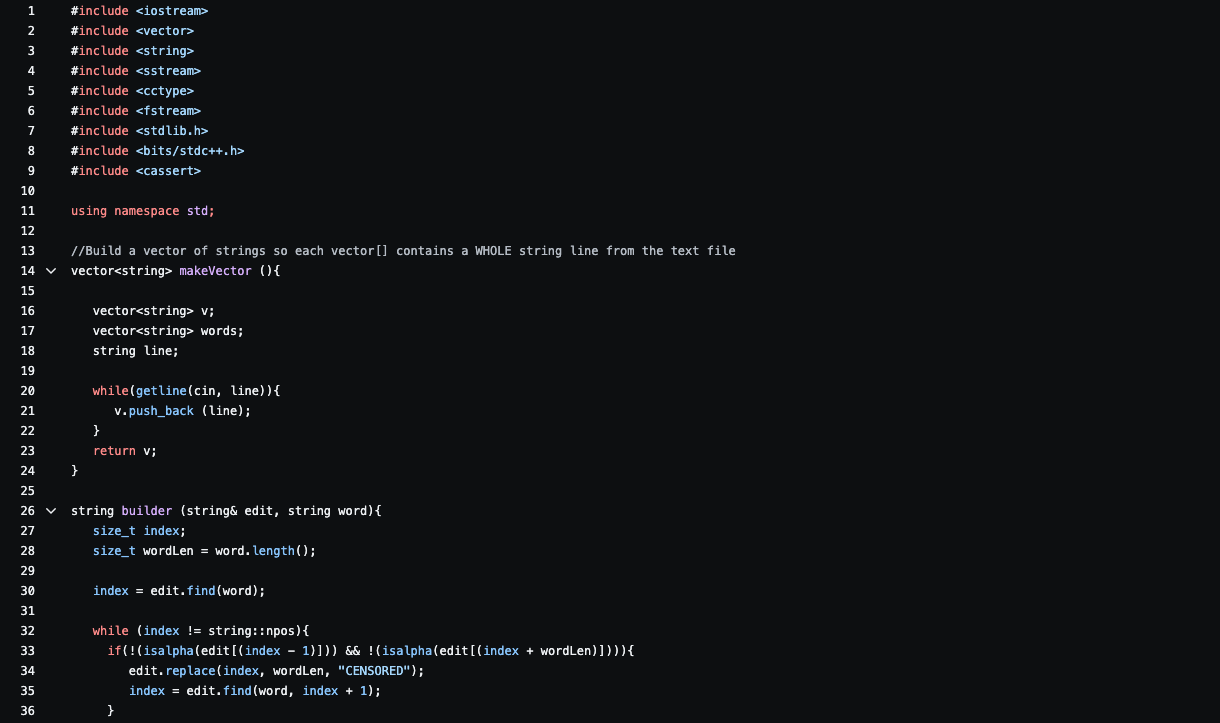 1 #include <iostream>
2 #include <vector>
3 #include <string>
4 #include <sstream>
5 #include <cctype>
6 #include <fstream>
7 #include <stdlib.h>
8 #include <bits/stdc++.h>
9 #include <cassert>
10
11 using namespace std;
12
13 //Build a vector of strings so each vector[] contains a WHOLE string line from the text file
14 vector<string> makeVector (){
15
16    vector<string> v;
17    vector<string> words;
18    string line;
19
20    while(getline(cin, line)){
21       v.push_back (line);
22    }
23    return v;
24 }
25
26 string builder (string& edit, string word){
27    size_t index;
28    size_t wordLen = word.length();
29
30    index = edit.find(word);
31
32    while (index != string::npos){
33      if(!(isalpha(edit[(index - 1)])) && !(isalpha(edit[(index + wordLen)]))){
34         edit.replace(index, wordLen, "CENSORED");
35         index = edit.find(word, index + 1);
36      }